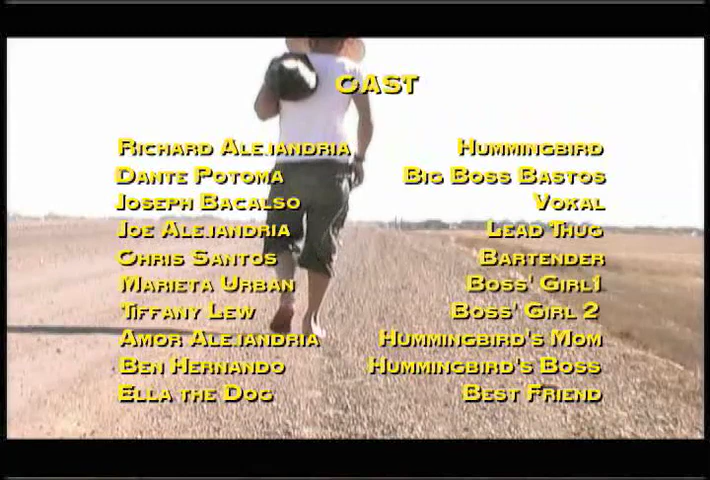 CAST
RICHARD ALEJANDRIA HUMMINGBIRD
DANTE POTOMA BIG BOSS BASTOS
JOSEPH BACALSO VOKAL
JOE ALEJANDRIA LEAD THUG
CHRIS SANTOS BARTENDER
MARIETA URBAN BOSS' GIRL1
TIFFANY LEW BOSS' GIRL 2
AMOR ALEJANDRIA HUMMINGBIRD'S MOM
BEN HERNANDO HUMMINGBIRD'S BOSS
ELLA THE DOG BEST FRIEND